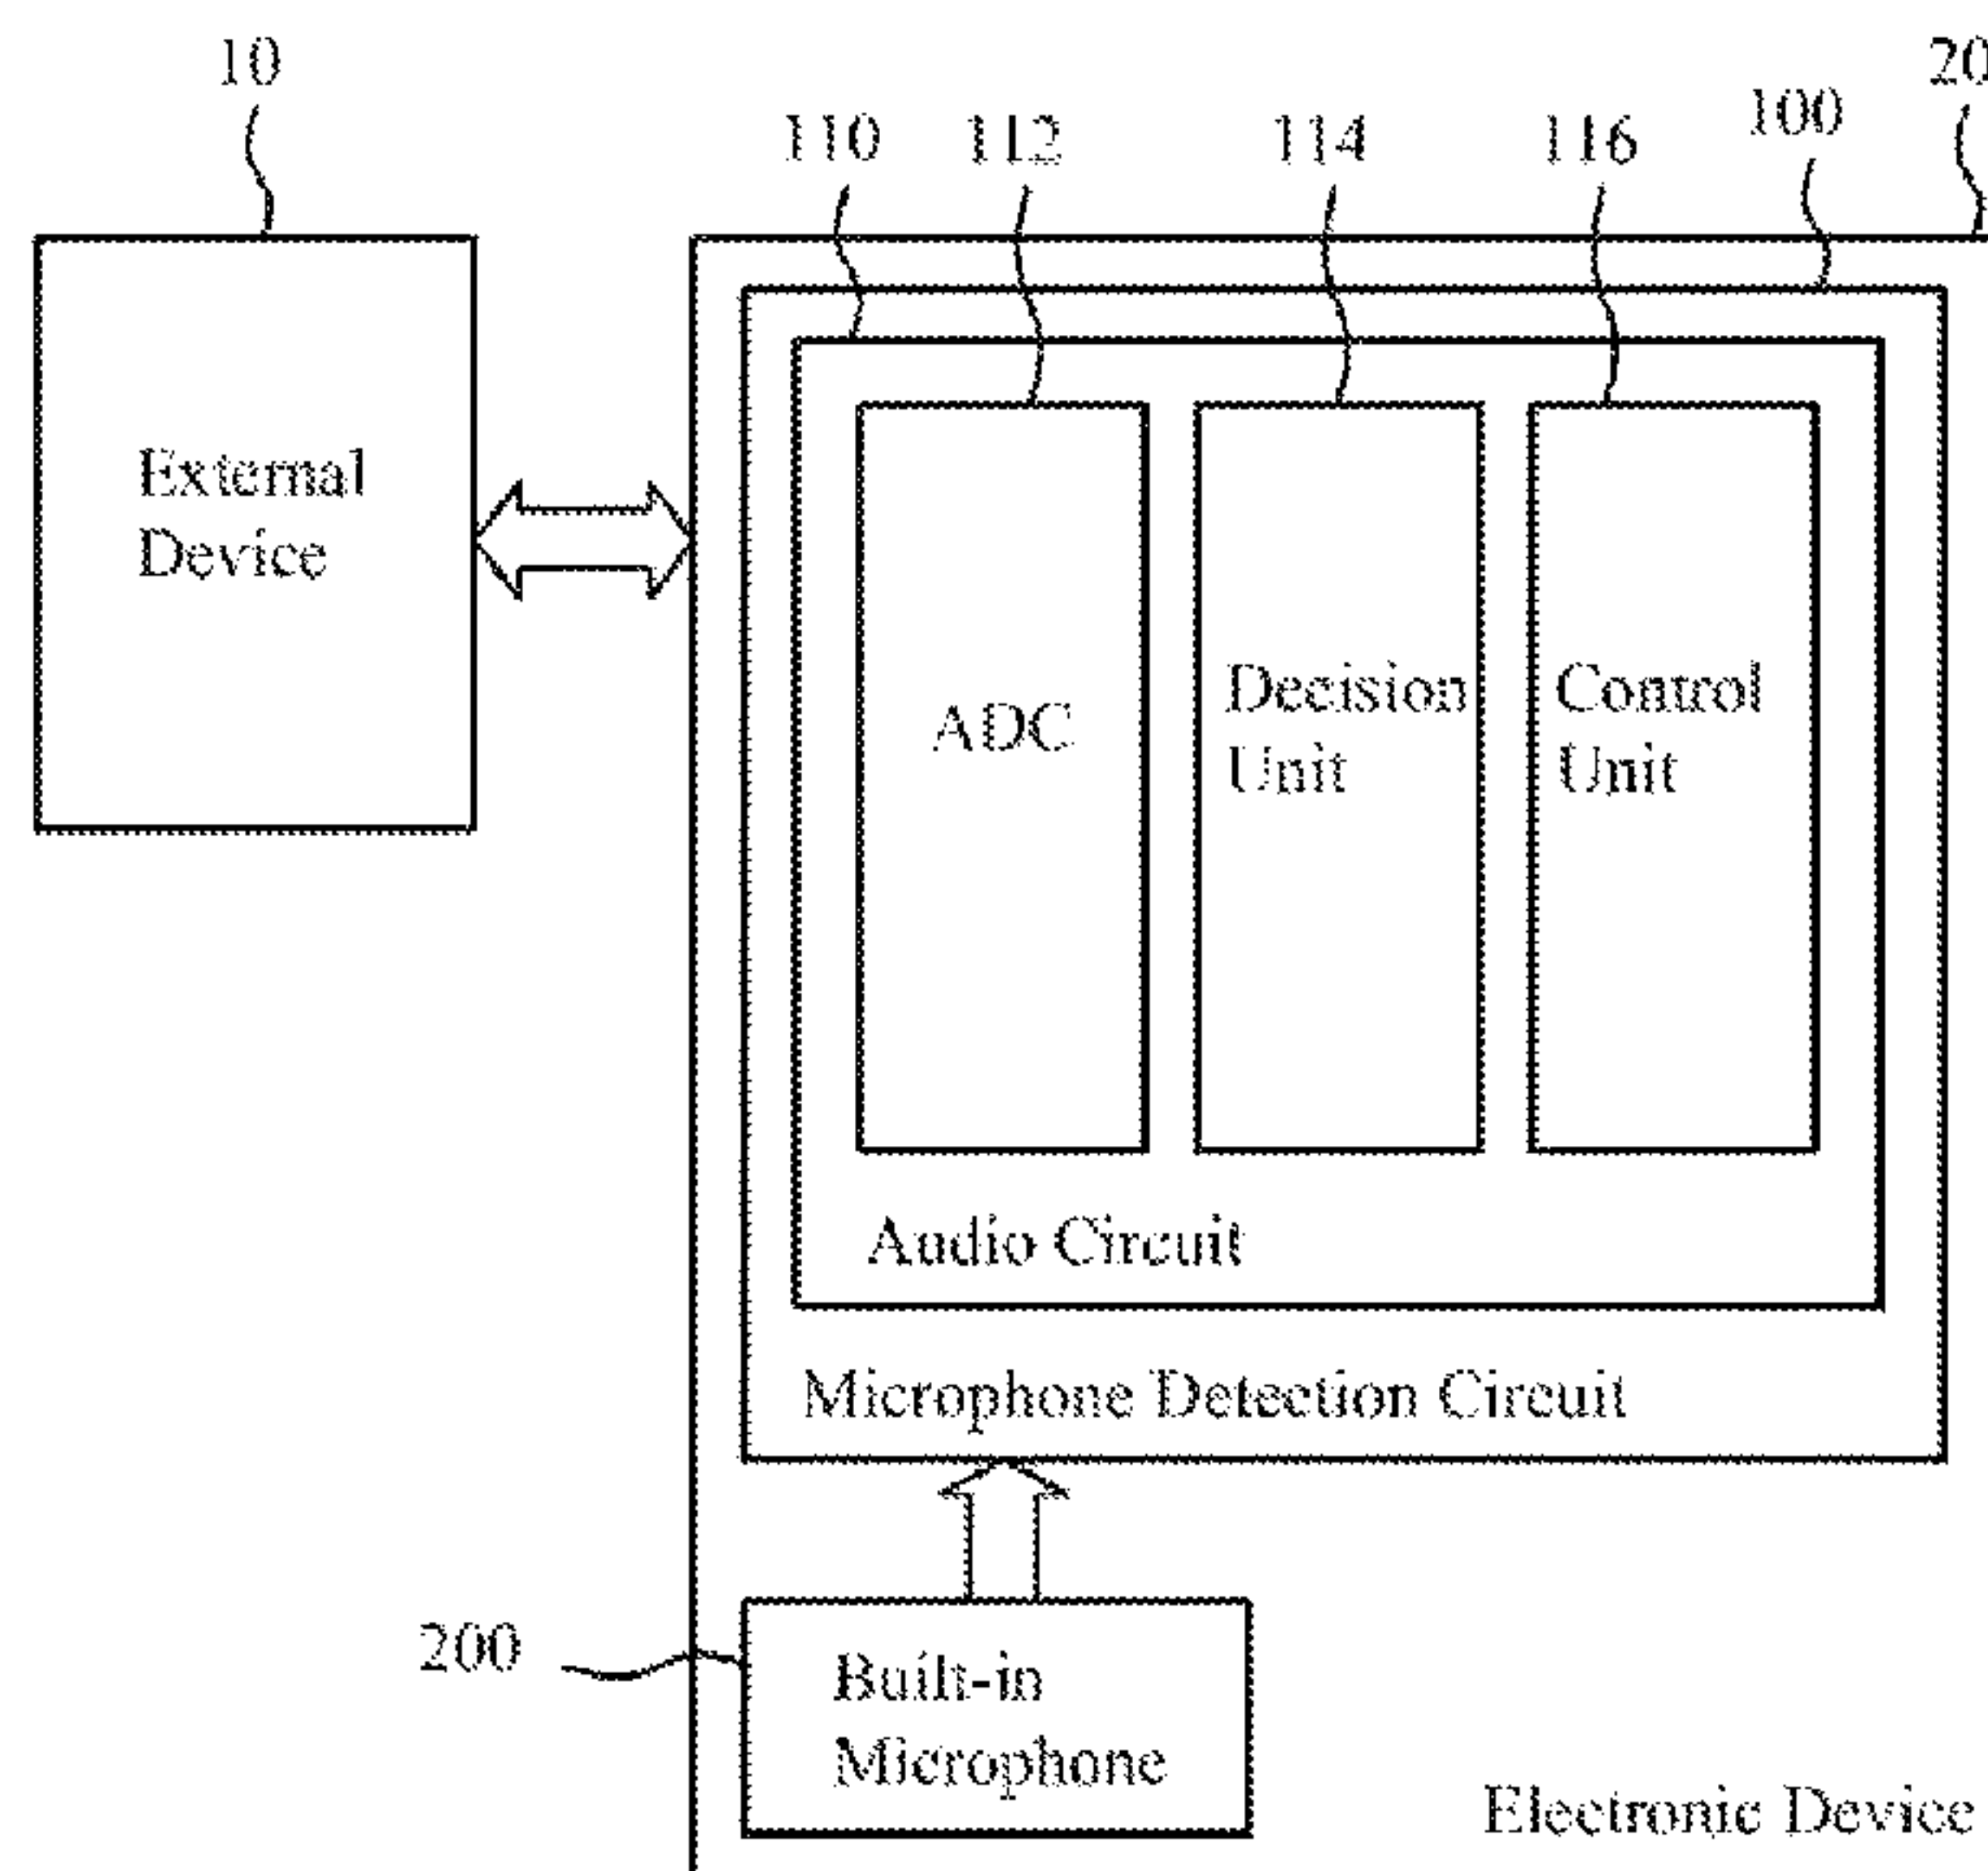 10
20
100
110
112
114
116
External
Device
ADC
Decision
Unit
Control
Unit
Audio Circuit
Microphone Detection Circuit
200
Built-in
Microphone
Electronic Device